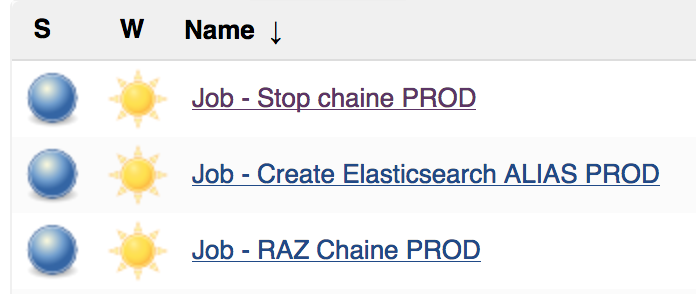 S W Name ↓
Job - Stop chaine PROD
Job - Create Elasticsearch ALIAS PROD
Job - RAZ Chaine PROD